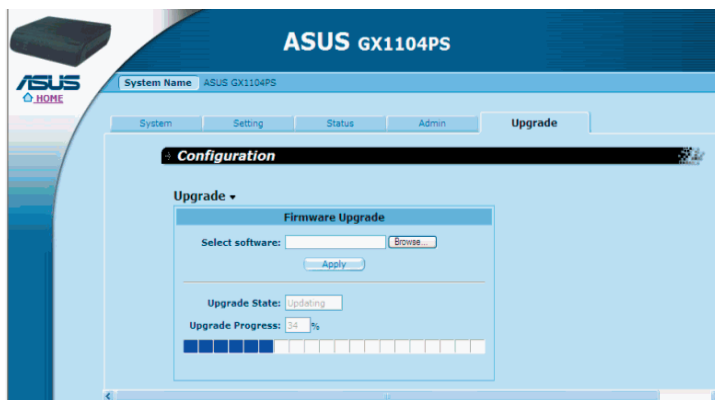 ASUS GX1104PS
ASUS
System Name ASUS GX1104PS
HOME
System Setting Status Admin Upgrade
Configuration
Upgrade
Firmware Upgrade
Select software: Browse...
Apply
Upgrade State: Updating
Upgrade Progress: 34 %